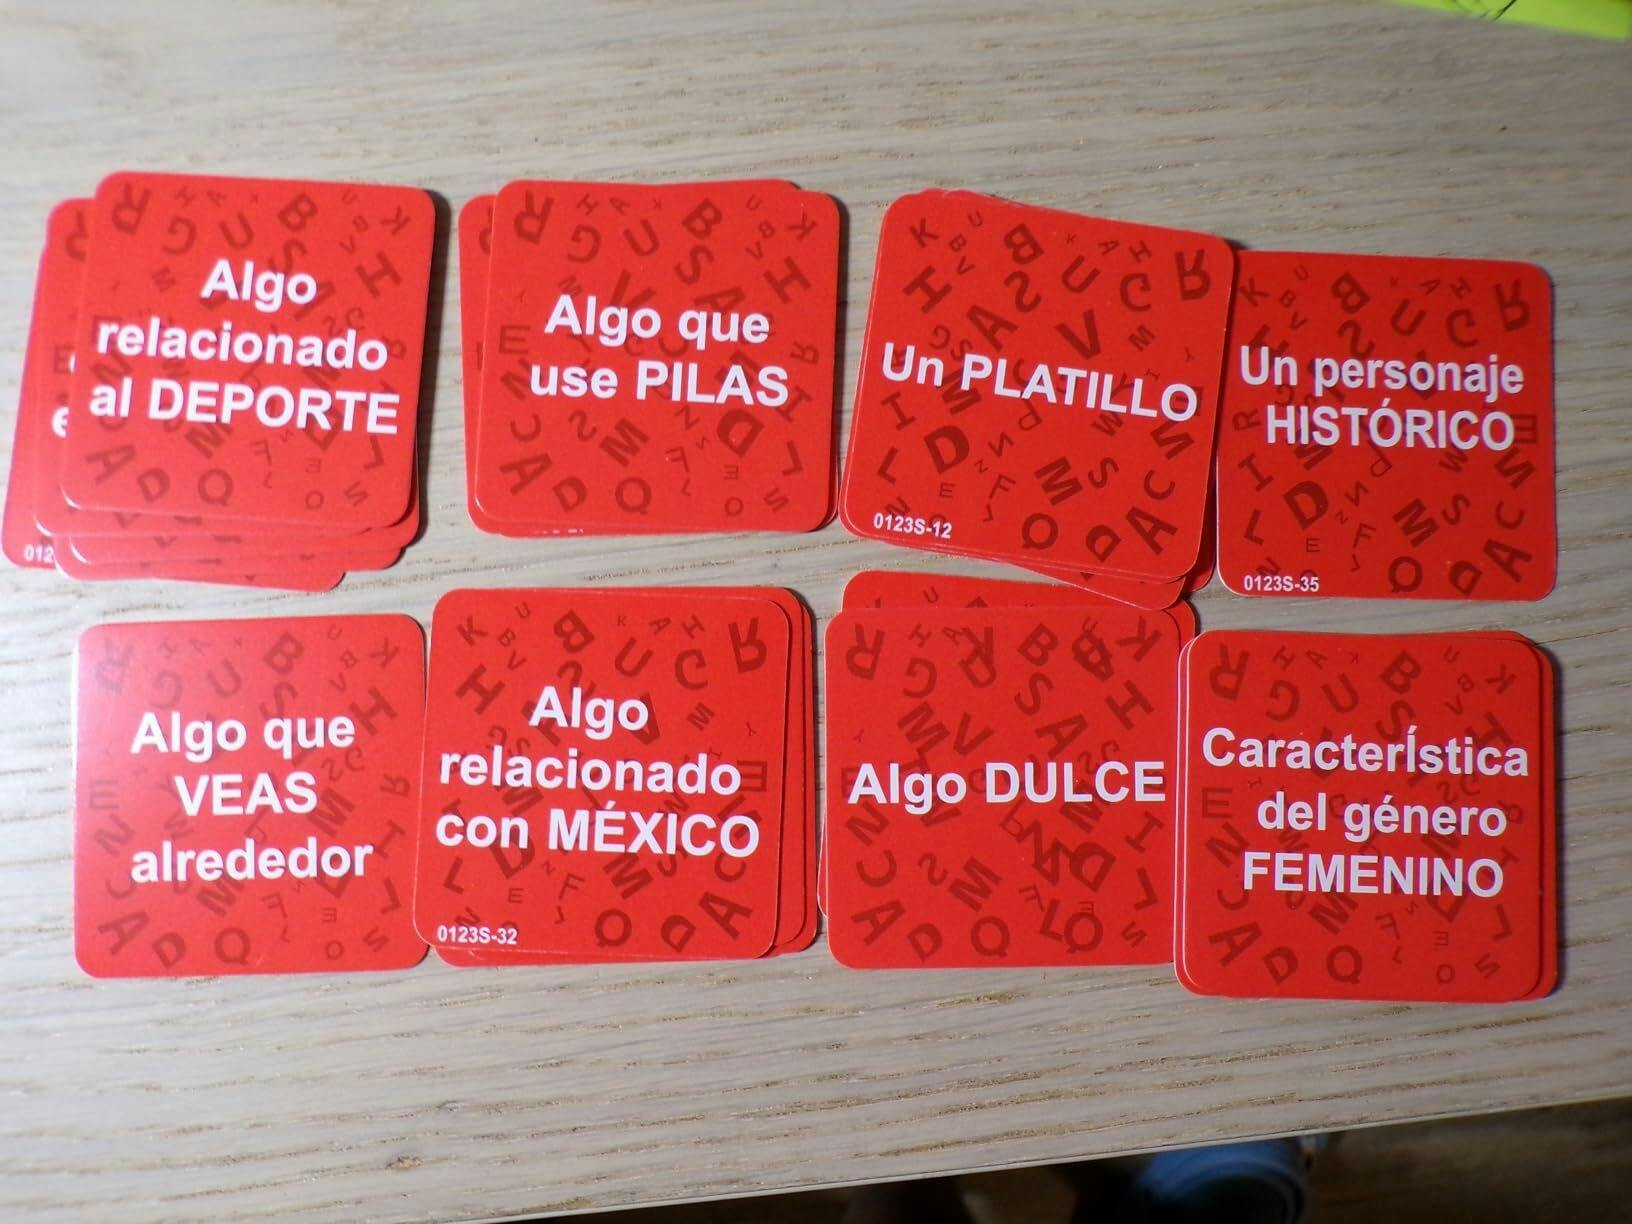 Algo
relacionado
al DEPORTE
012
Algo que
use PILAS
Un PLATILLO
0123S-12
Un personaje
HISTÓRICO
0123S-35
Algo que
VEAS
alrededor
Algo
relacionado
con MÉXICO
0123S-32
Algo DULCE
Característica
del género
FEMENINO